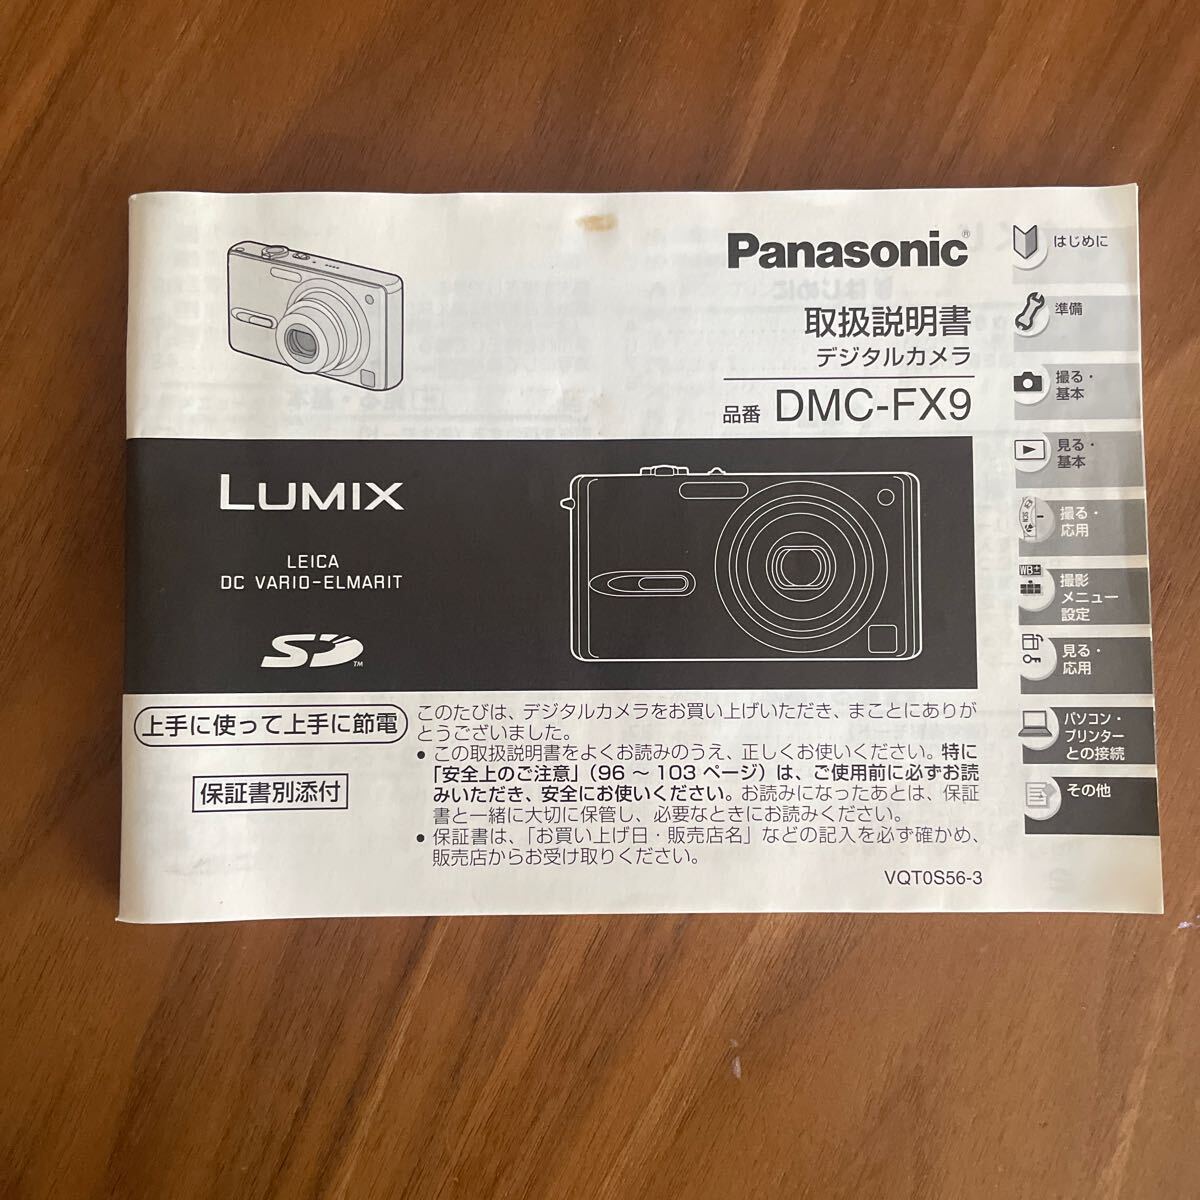 Panasonic®
取扱説明書
デジタルカメラ
品番 DMC-FX9
LUMIX
LEICA
DC VARIO-ELMARIT
SD™
上手に使って上手に節電
保証書別添付
このたびは、デジタルカメラをお買い上げいただき、まことにありが
とうございました。
● この取扱説明書をよくお読みのうえ、正しくお使いください。特に
「安全上のご注意」（96 ～ 103 ページ）は、ご使用前に必ずお読
みいただき、安全にお使いください。お読みになったあとは、保証
書と一緒に大切に保管し、必要なときにお読みください。
● 保証書は、「お買い上げ日・販売店名」などの記入を必ず確かめ、
販売店からお受け取りください。
VQT0S56-3
はじめに
準備
撮る・
基本
見る・
基本
SCN
撮る・
応用
WB±
撮影
メニュー
設定
見る・
応用
パソコン・
プリンター
との接続
その他